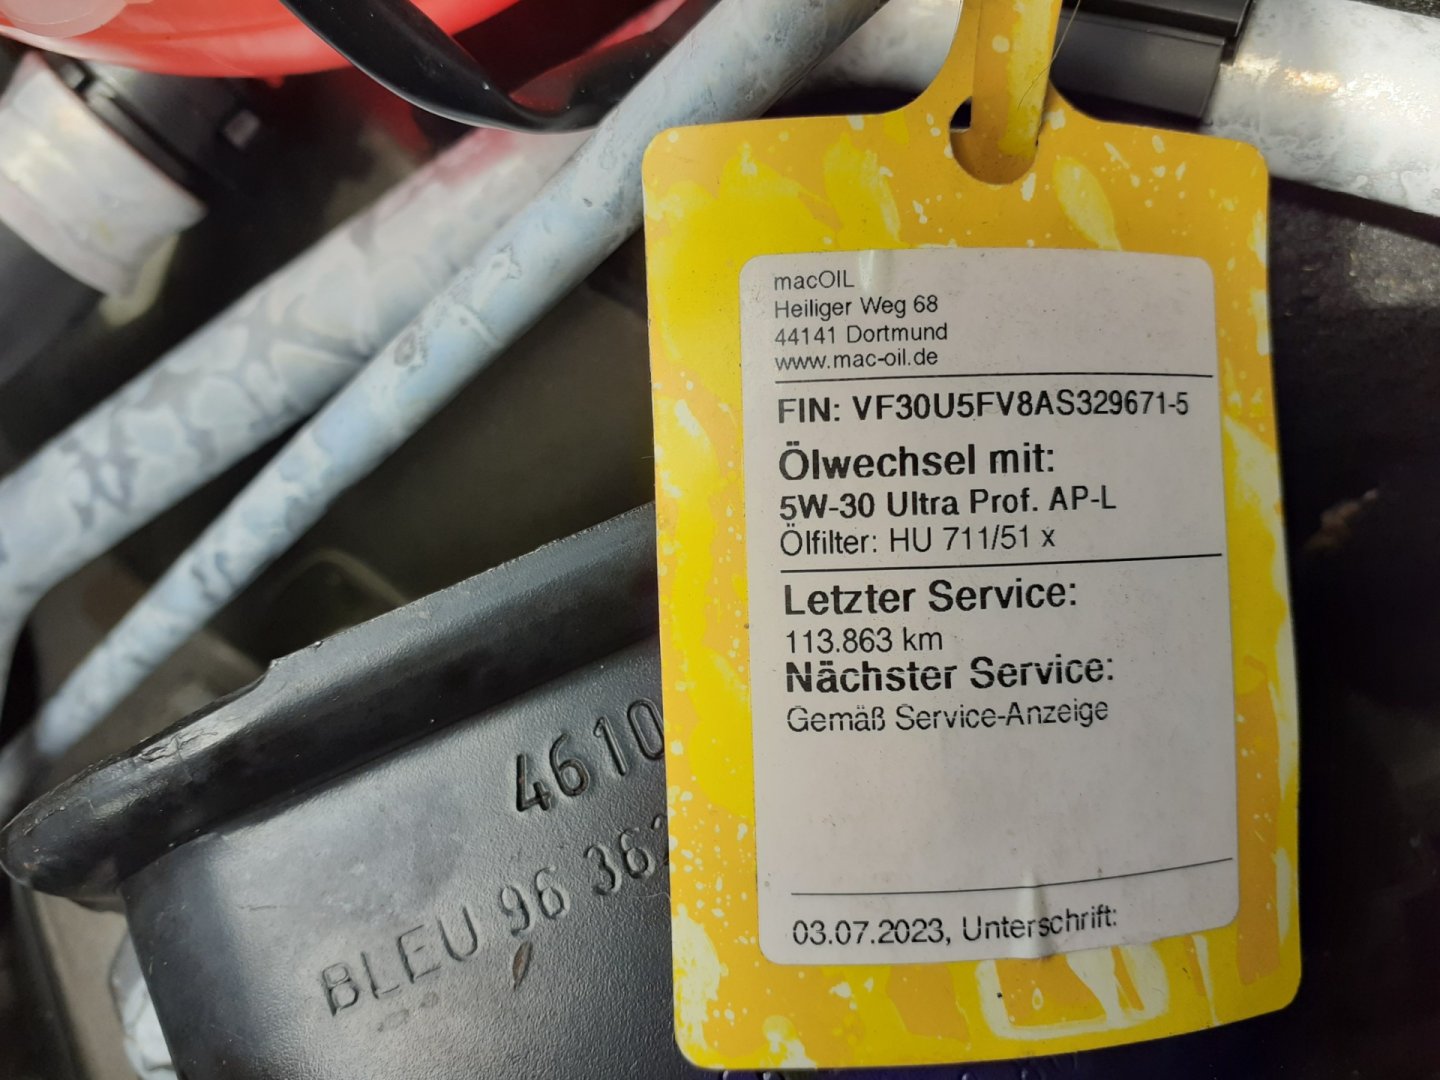 macOIL
Heiliger Weg 68
44141 Dortmund
www.mac-oil.de
FIN: VF30U5FV8AS329671-5
Ölwechsel mit:
5W-30 Ultra Prof. AP-L
Ölfilter: HU 711/51 x
Letzter Service:
113.863 km
Nächster Service:
Gemäß Service-Anzeige
03.07.2023, Unterschrift:
4610
BLEU 96 362